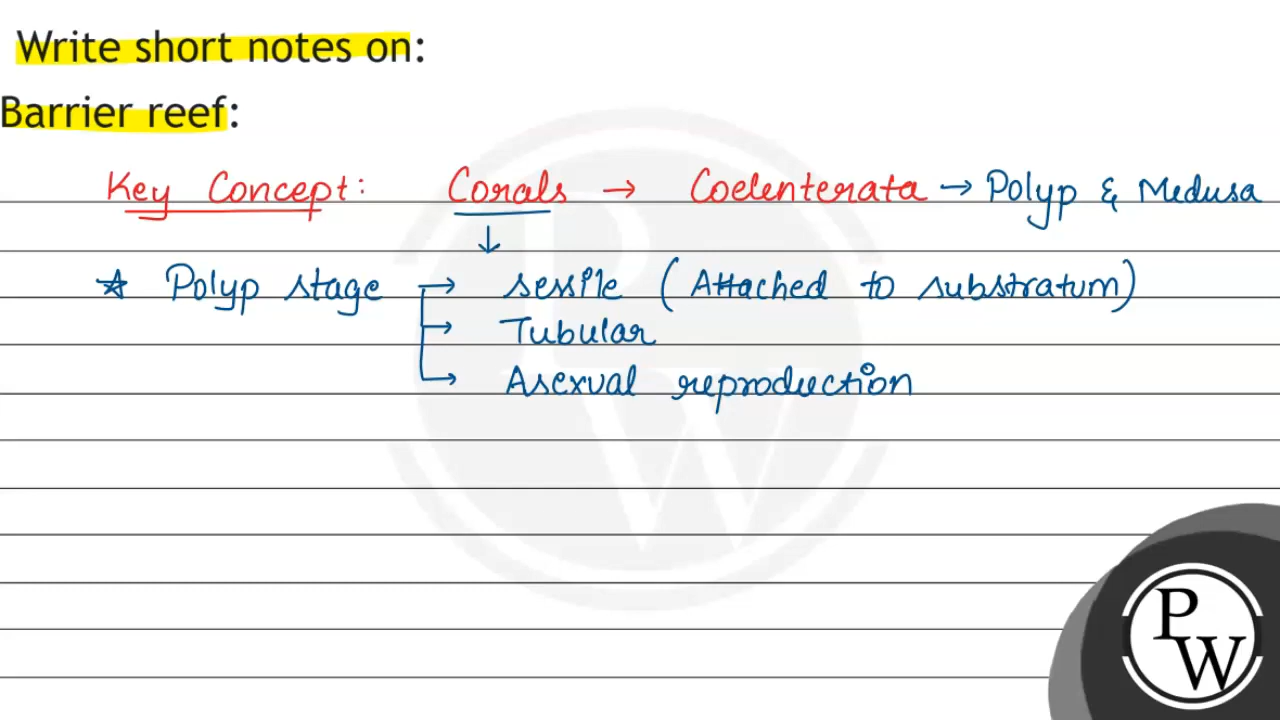 Write short notes on:
Barrier reef:
Key Concept: Corals → Coelenterata → Polyp & Medusa
↓
☆ Polyp stage → sessile (Attached to substratum)
→ Tubular
→ Asexual reproduction
PW
PW